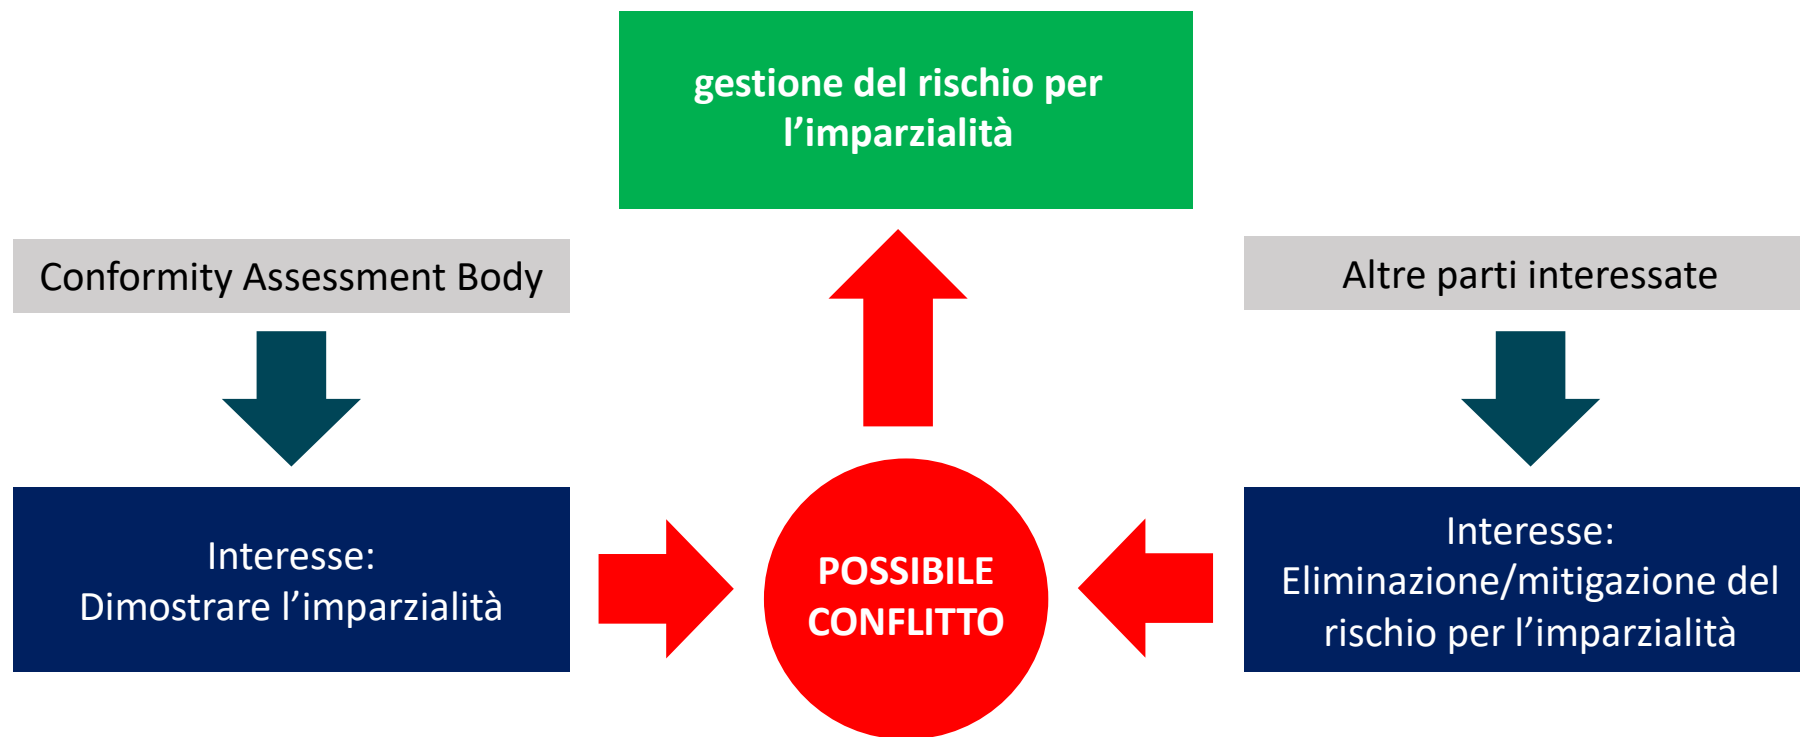 gestione del rischio per
l’imparzialità
Conformity Assessment Body
Altre parti interessate
Interesse:
Dimostrare l’imparzialità
POSSIBILE
CONFLITTO
Interesse:
Eliminazione/mitigazione del
rischio per l’imparzialità